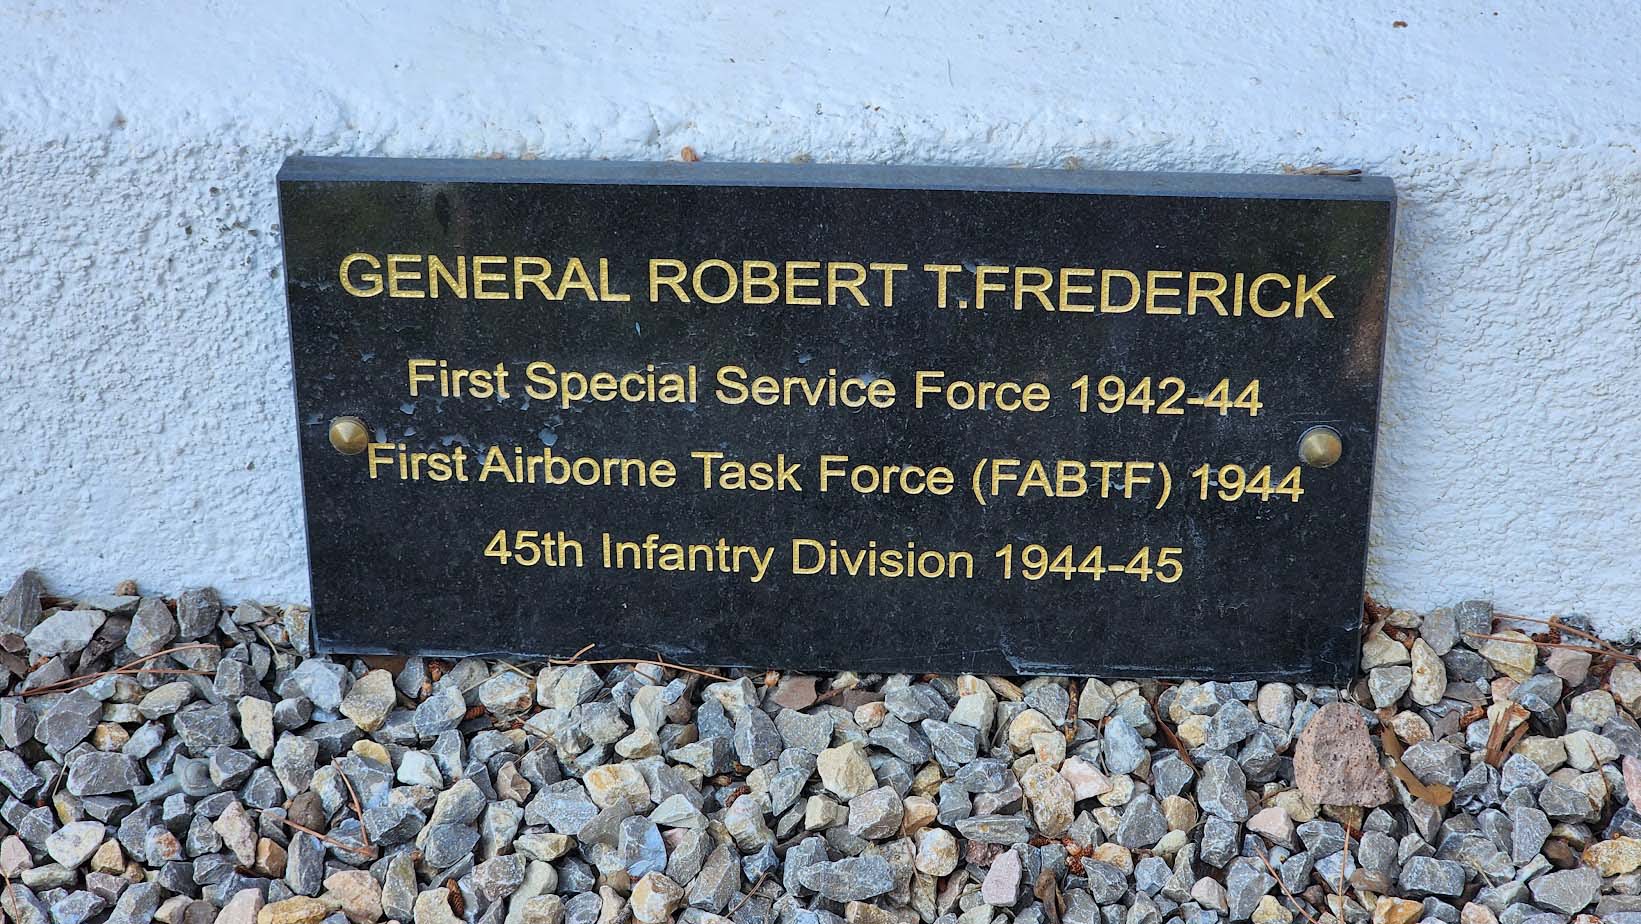 GENERAL ROBERT T.FREDERICK
First Special Service Force 1942-44
First Airborne Task Force (FABTF) 1944
45th Infantry Division 1944-45